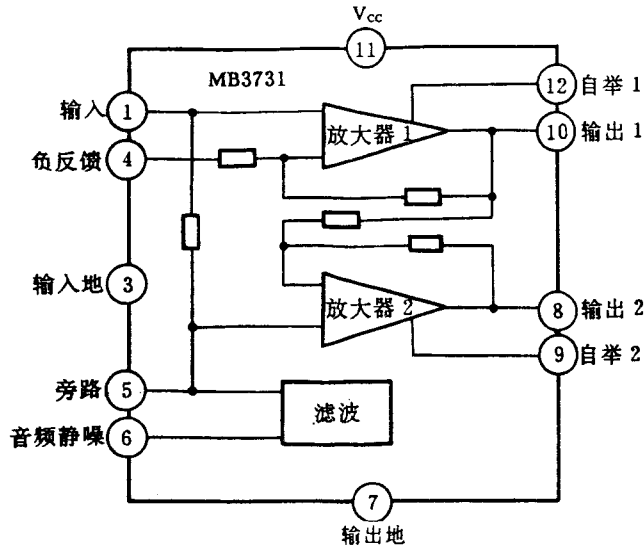 Vcc
11
MB3731
12 自举 1
输入 1
放大器 1
10 输出 1
负反馈 4
输入地 3
放大器 2
8 输出 2
9 自举 2
旁路 5
滤波
音频静噪 6
7
输出地